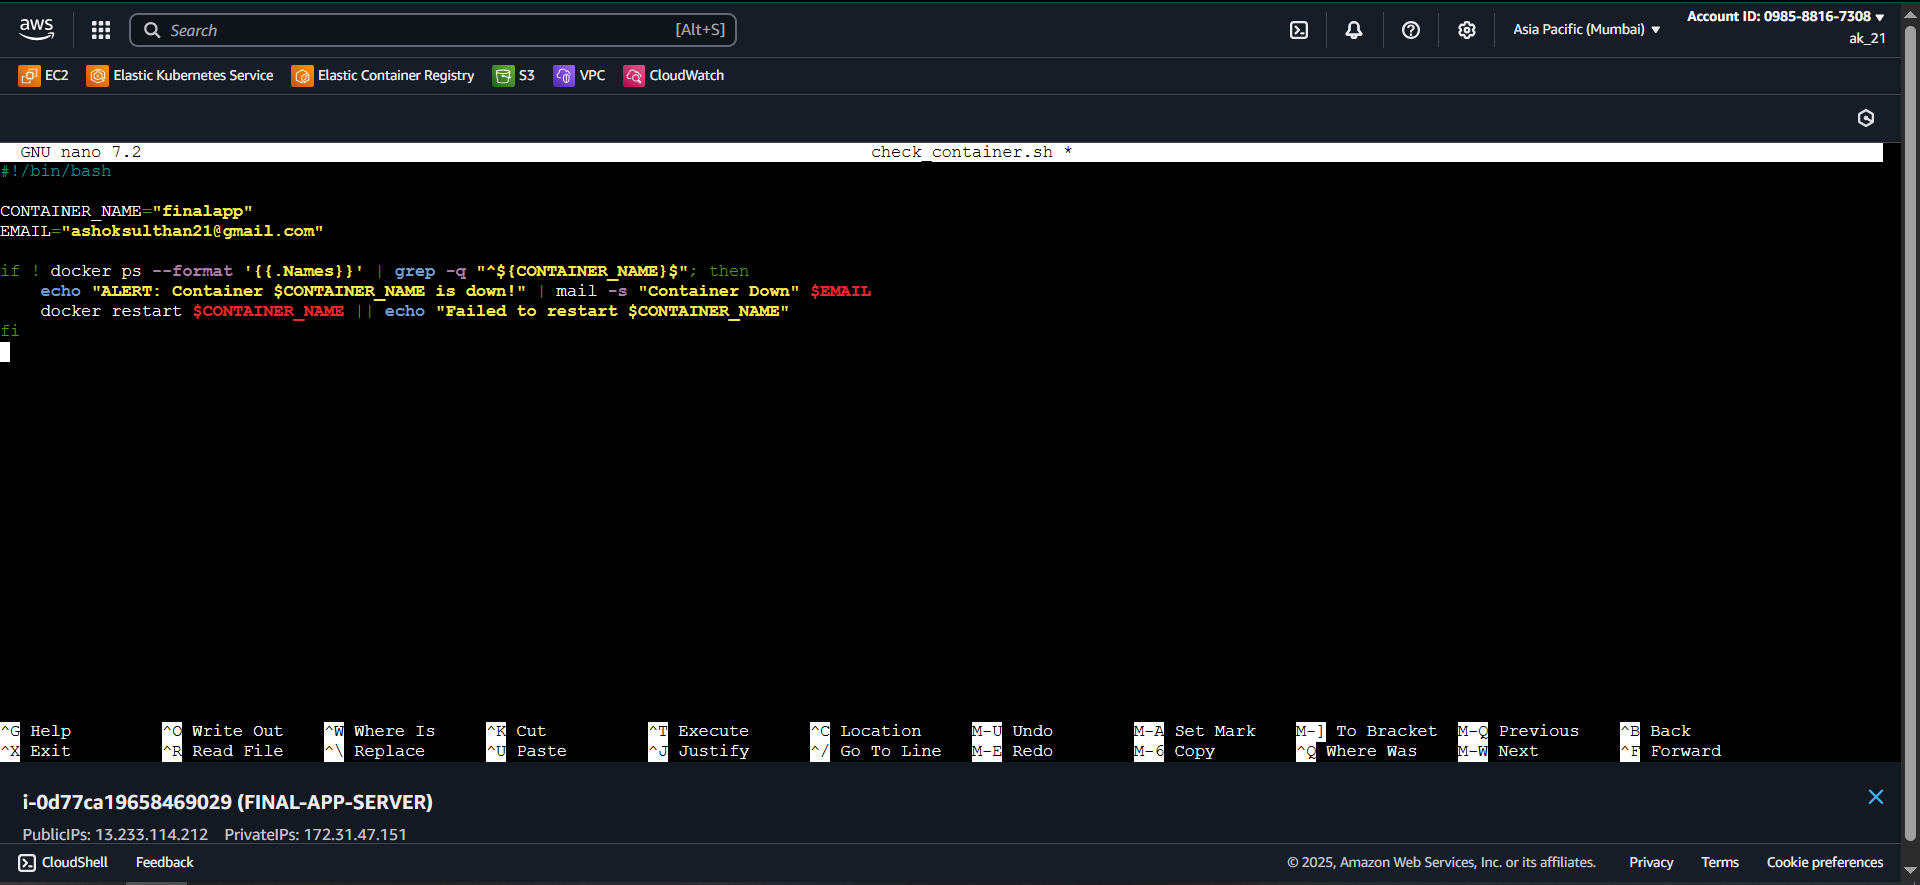 aws
Search [Alt+S]
Asia Pacific (Mumbai)
Account ID: 0985-8816-7308
ak_21
EC2 Elastic Kubernetes Service Elastic Container Registry S3 VPC CloudWatch
GNU nano 7.2 check_container.sh *
#!/bin/bash
CONTAINER_NAME="finalapp"
EMAIL="ashoksulthan21@gmail.com"
if ! docker ps --format '{{.Names}}' | grep -q "^${CONTAINER_NAME}$"; then
    echo "ALERT: Container $CONTAINER_NAME is down!" | mail -s "Container Down" $EMAIL
    docker restart $CONTAINER_NAME || echo "Failed to restart $CONTAINER_NAME"
fi
^G Help ^O Write Out ^W Where Is ^K Cut ^T Execute ^C Location M-U Undo M-A Set Mark M-] To Bracket M-Q Previous ^B Back
^X Exit ^R Read File ^\ Replace ^U Paste ^J Justify ^/ Go To Line M-E Redo M-6 Copy ^Q Where Was M-W Next ^F Forward
i-0d77ca19658469029 (FINAL-APP-SERVER)
PublicIPs: 13.233.114.212 PrivateIPs: 172.31.47.151
CloudShell Feedback © 2025, Amazon Web Services, Inc. or its affiliates. Privacy Terms Cookie preferences